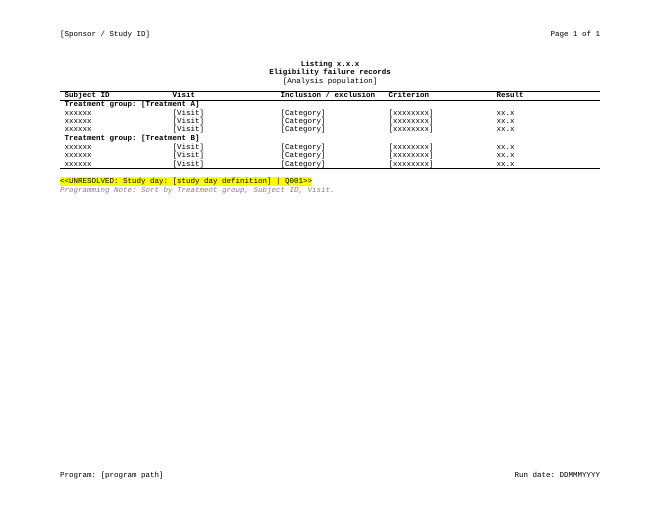 [Sponsor / Study ID] Page 1 of 1
Listing x.x.x
Eligibility failure records
[Analysis population]
Subject ID Visit Inclusion / exclusion Criterion Result
Treatment group: [Treatment A]
xxxxxx [Visit] [Category] [xxxxxxxx] xx.x
xxxxxx [Visit] [Category] [xxxxxxxx] xx.x
xxxxxx [Visit] [Category] [xxxxxxxx] xx.x
Treatment group: [Treatment B]
xxxxxx [Visit] [Category] [xxxxxxxx] xx.x
xxxxxx [Visit] [Category] [xxxxxxxx] xx.x
xxxxxx [Visit] [Category] [xxxxxxxx] xx.x
<<UNRESOLVED: Study day: [study day definition] | Q001>>
Programming Note: Sort by Treatment group, Subject ID, Visit.
Program: [program path] Run date: DDMMMYYYY